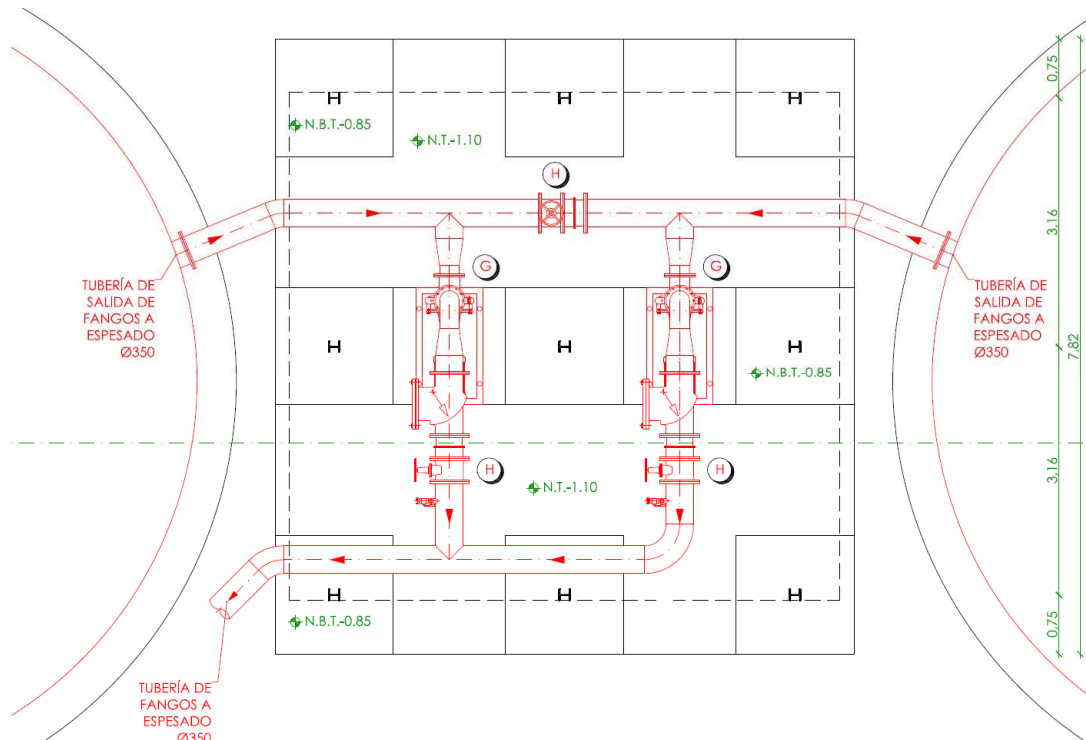 0,75
N.B.T.-0.85
N.T.-1.10
H
G
G
3,16
TUBERÍA DE
SALIDA DE
FANGOS A
ESPESADO
Ø350
TUBERÍA DE
SALIDA DE
FANGOS A
ESPESADO
Ø350
7,82
N.B.T.-0.85
H
H
N.T.-1.10
3,16
N.B.T.-0.85
0,75
TUBERÍA DE
FANGOS A
ESPESADO
Ø350